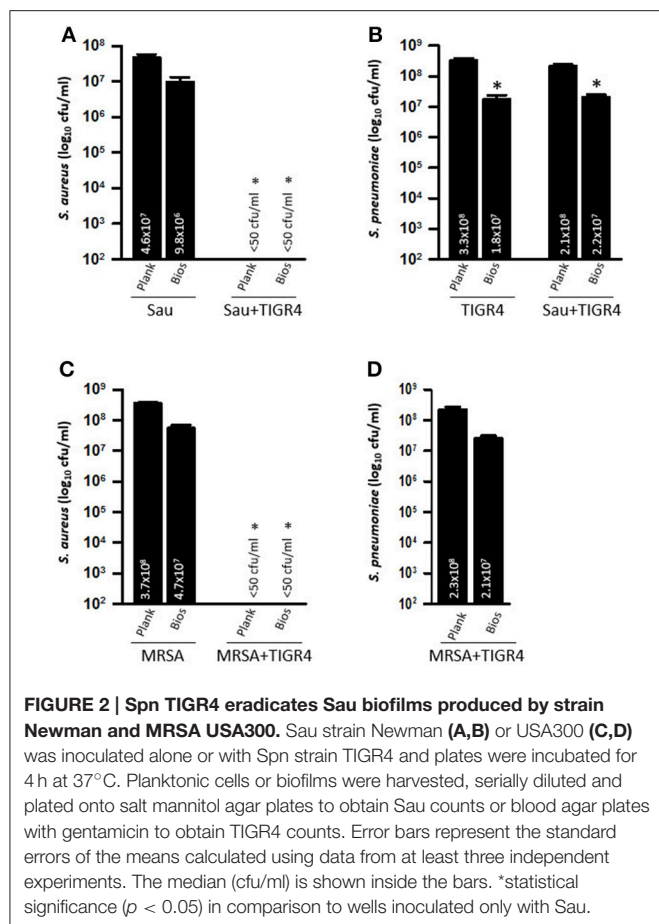 A
S. aureus (log₁₀ cfu/ml)
10⁸
10⁷
10⁶
10⁵
10⁴
10³
10²
4.6x10⁷
9.8x10⁶
<50 cfu/ml *
<50 cfu/ml *
Plank
Bios
Plank
Bios
Sau
Sau+TIGR4
B
S. pneumoniae (log₁₀ cfu/ml)
10⁹
10⁸
10⁷
10⁶
10⁵
10⁴
10³
10²
*
*
3.3x10⁸
1.8x10⁷
2.1x10⁸
2.2x10⁷
Plank
Bios
Plank
Bios
TIGR4
Sau+TIGR4
C
S. aureus (log₁₀ cfu/ml)
10⁹
10⁸
10⁷
10⁶
10⁵
10⁴
10³
10²
3.7x10⁸
4.7x10⁷
<50 cfu/ml *
<50 cfu/ml *
Plank
Bios
Plank
Bios
MRSA
MRSA+TIGR4
D
S. pneumoniae (log₁₀ cfu/ml)
10⁹
10⁸
10⁷
10⁶
10⁵
10⁴
10³
10²
2.3x10⁸
2.1x10⁷
Plank
Bios
MRSA+TIGR4
FIGURE 2 | Spn TIGR4 eradicates Sau biofilms produced by strain
Newman and MRSA USA300. Sau strain Newman (A,B) or USA300 (C,D)
was inoculated alone or with Spn strain TIGR4 and plates were incubated for
4 h at 37°C. Planktonic cells or biofilms were harvested, serially diluted and
plated onto salt mannitol agar plates to obtain Sau counts or blood agar plates
with gentamicin to obtain TIGR4 counts. Error bars represent the standard
errors of the means calculated using data from at least three independent
experiments. The median (cfu/ml) is shown inside the bars. *statistical
significance (p < 0.05) in comparison to wells inoculated only with Sau.